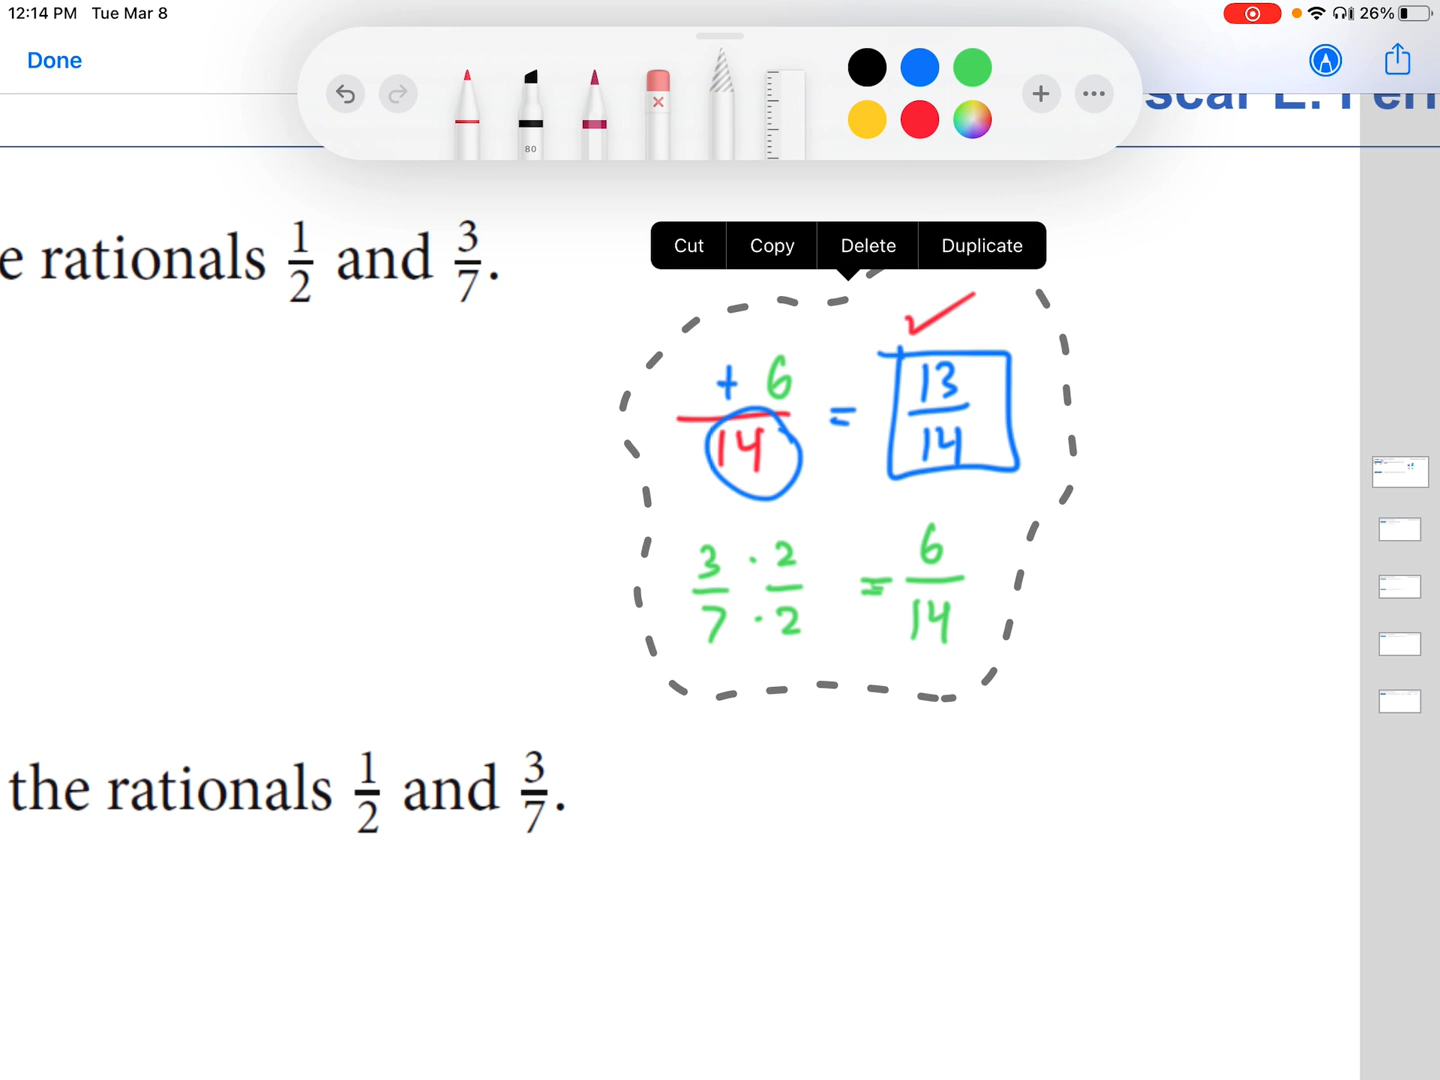 12:14 PM Tue Mar 8 26%
Done
80
e rationals 1/2 and 3/7.
Cut Copy Delete Duplicate
+ 6
14
= 13/14
3/7 · 2/· 2 = 6/14
the rationals 1/2 and 3/7.